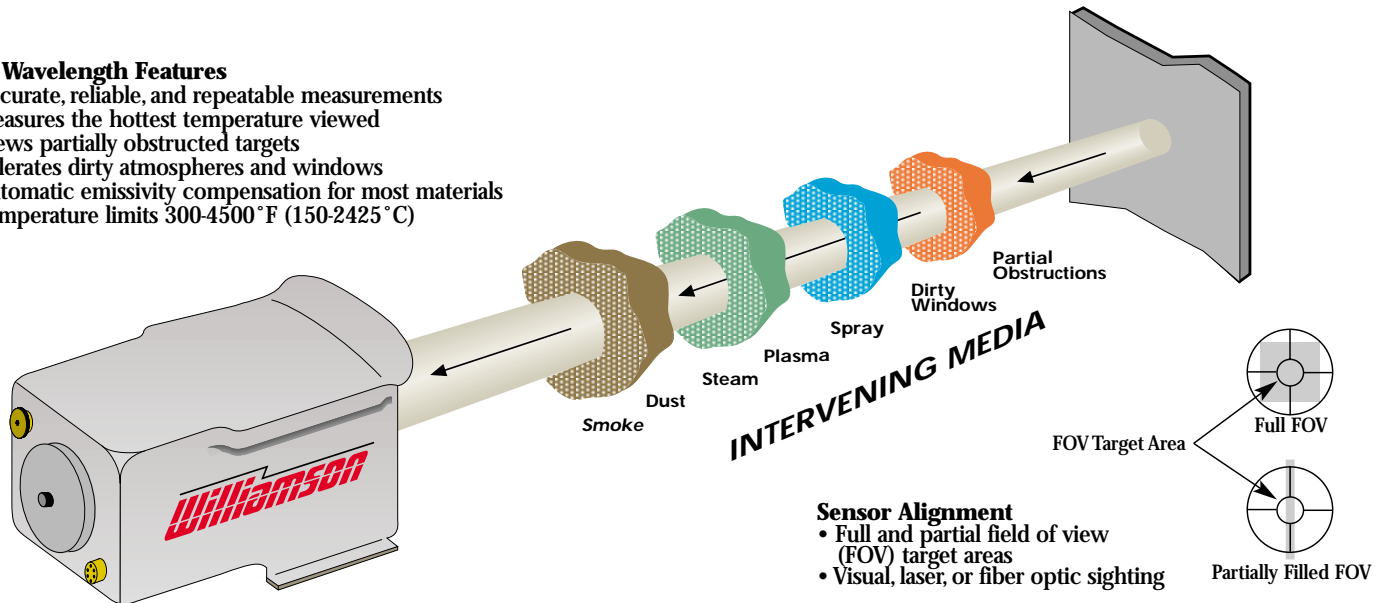 Wavelength Features
curate, reliable, and repeatable measurements
easures the hottest temperature viewed
ews partially obstructed targets
lerates dirty atmospheres and windows
tomatic emissivity compensation for most materials
mperature limits 300-4500°F (150-2425°C)
Partial
Obstructions
Dirty
Windows
Spray
Plasma
Steam
Dust
Smoke
INTERVENING MEDIA
Williamson
Full FOV
FOV Target Area
Partially Filled FOV
Sensor Alignment
• Full and partial field of view
(FOV) target areas
• Visual, laser, or fiber optic sighting